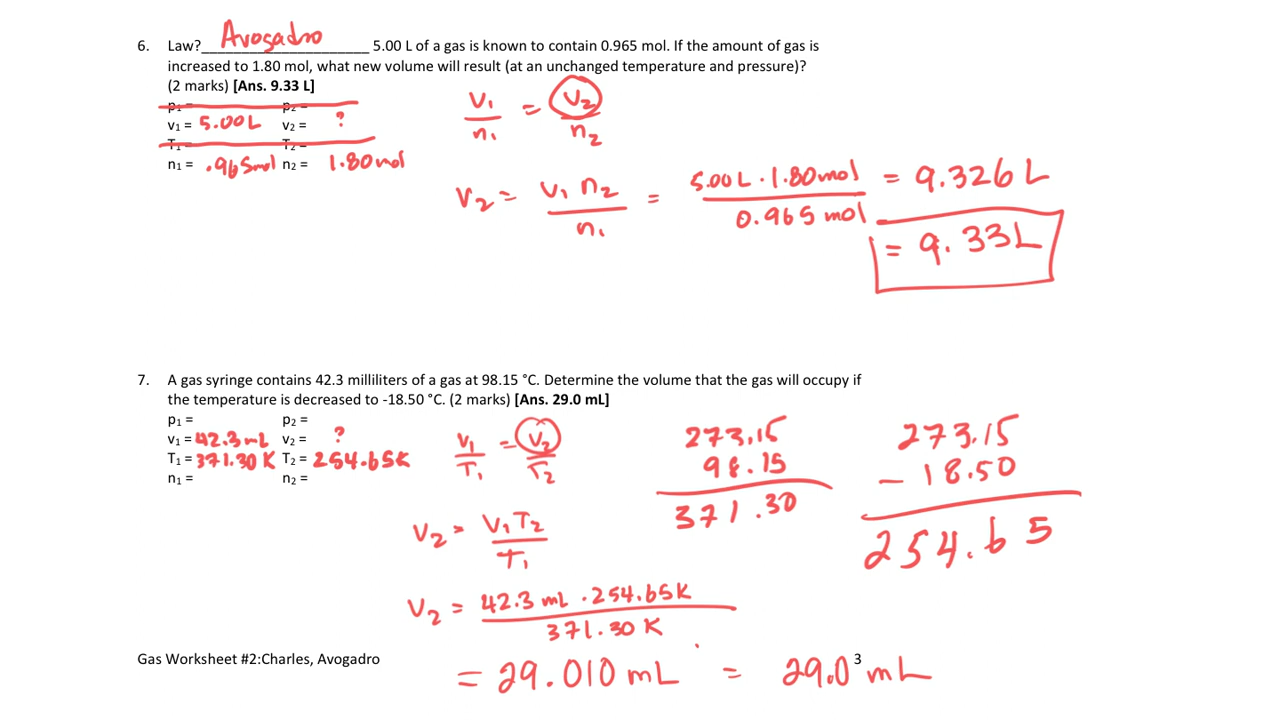 6. Law? Avogadro 5.00 L of a gas is known to contain 0.965 mol. If the amount of gas is
increased to 1.80 mol, what new volume will result (at an unchanged temperature and pressure)?
(2 marks) [Ans. 9.33 L]
p₁ = p₂ =
v₁ = 5.00L v₂ = ?
T₁ = T₂ =
n₁ = .965mol n₂ = 1.80mol
V₁/n₁ = V₂/n₂
V₂ = V₁ n₂/n₁ = 5.00L · 1.80mol/0.965 mol = 9.326L
= 9.33L
7. A gas syringe contains 42.3 milliliters of a gas at 98.15 °C. Determine the volume that the gas will occupy if
the temperature is decreased to -18.50 °C. (2 marks) [Ans. 29.0 mL]
p₁ = p₂ =
v₁ = 42.3mL v₂ = ?
T₁ = 371.30 K T₂ = 254.65K
n₁ = n₂ =
V₁/T₁ = V₂/T₂
273.15
98.15
371.30
273.15
- 18.50
254.65
V₂ = V₁T₂/T₁
V₂ = 42.3 mL · 254.65K/371.30 K
= 29.010 mL = 29.0 mL
Gas Worksheet #2:Charles, Avogadro 3